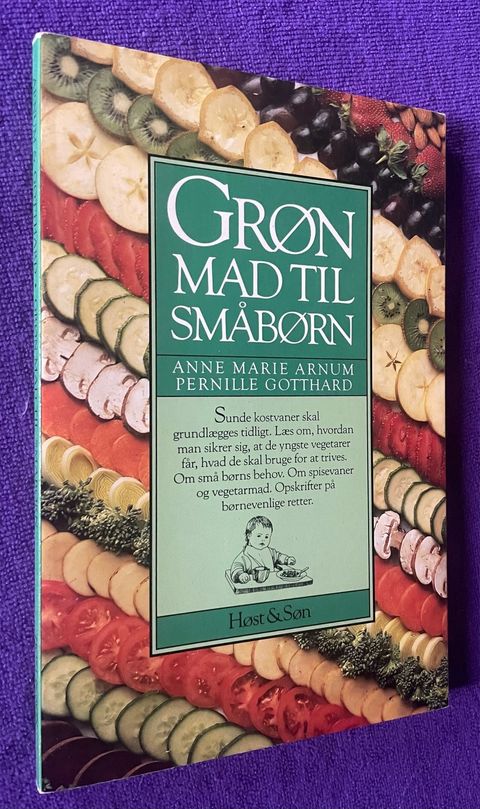 GRØN
MAD TIL
SMÅBØRN
ANNE MARIE ARNUM
PERNILLE GOTTHARD
Sunde kostvaner skal
grundlægges tidligt. Læs om, hvordan
man sikrer sig, at de yngste vegetarer
får, hvad de skal bruge for at trives.
Om små børns behov. Om spisevaner
og vegetarmad. Opskrifter på
børnevenlige retter.
Høst & Søn